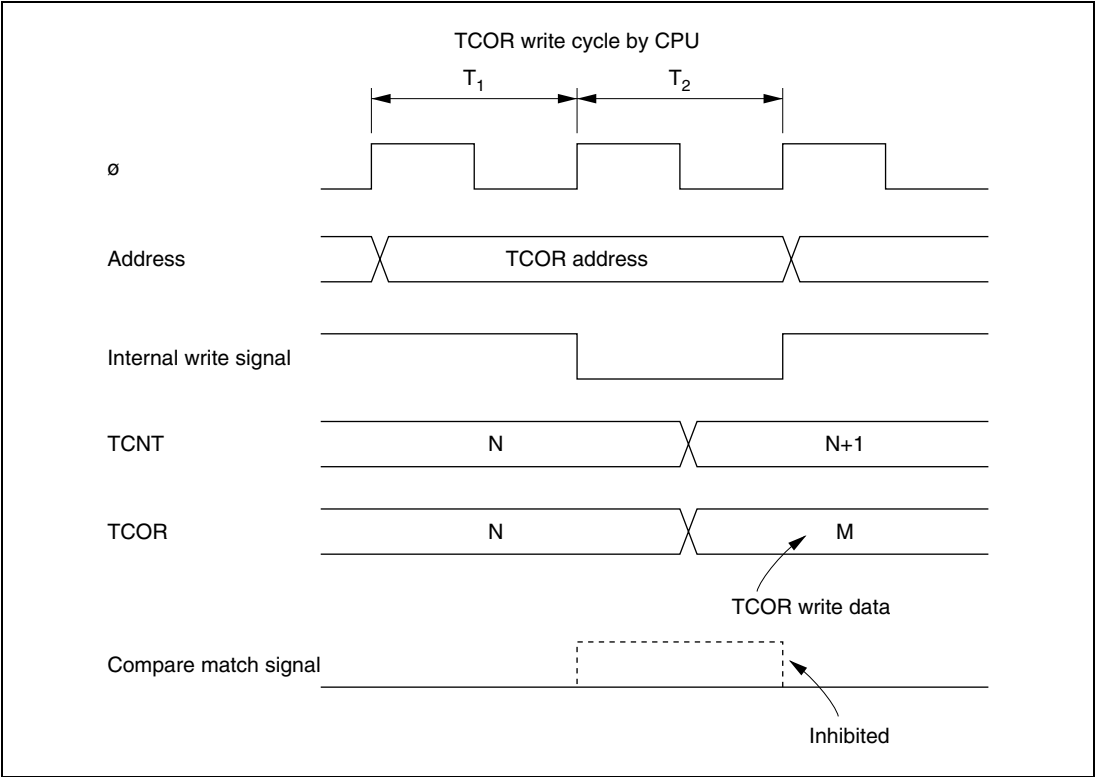 TCOR write cycle by CPU
T1 T2
ø
Address TCOR address
Internal write signal
TCNT N N+1
TCOR N M
TCOR write data
Compare match signal
Inhibited